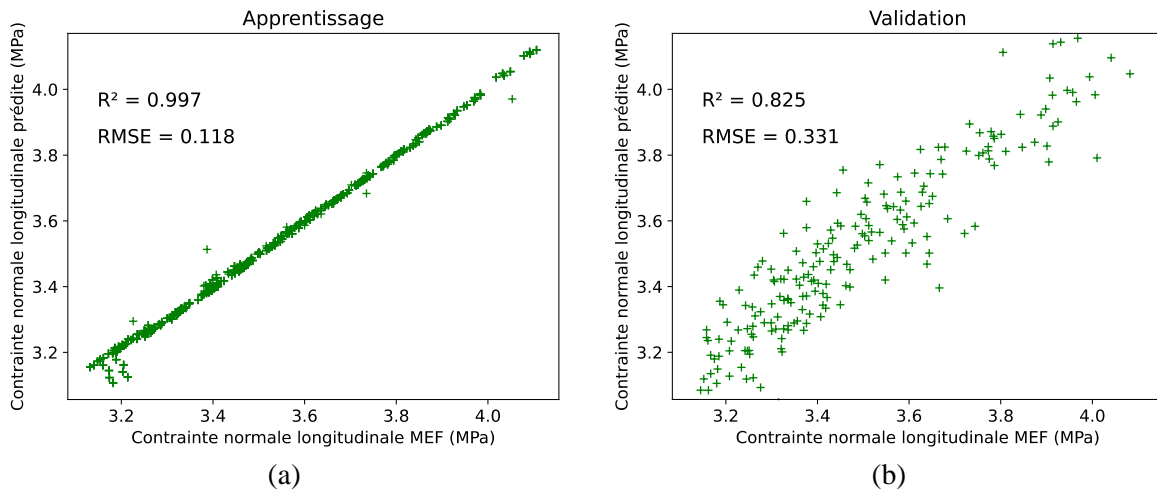 Apprentissage
Contrainte normale longitudinale prédite (MPa)
4.0
3.8
3.6
3.4
3.2
R² = 0.997
RMSE = 0.118
3.2 3.4 3.6 3.8 4.0
Contrainte normale longitudinale MEF (MPa)
(a)
Validation
Contrainte normale longitudinale prédite (MPa)
4.0
3.8
3.6
3.4
3.2
R² = 0.825
RMSE = 0.331
3.2 3.4 3.6 3.8 4.0
Contrainte normale longitudinale MEF (MPa)
(b)